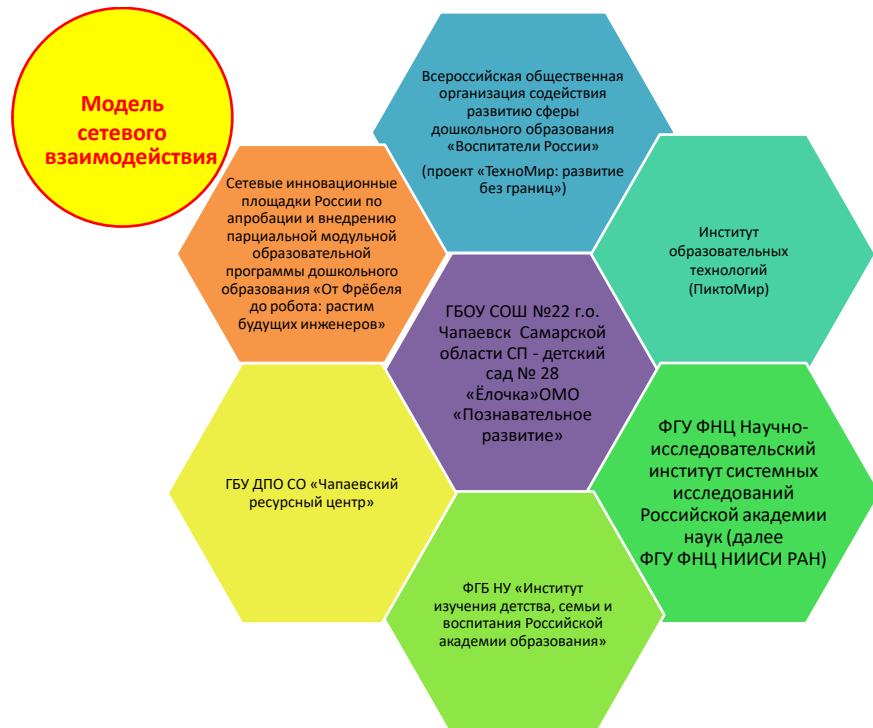 Модель
сетевого
взаимодействия
Всероссийская общественная
организация содействия
развитию сферы
дошкольного образования
«Воспитатели России»
(проект «ТехноМир: развитие
без границ»)
Сетевые инновационные
площадки России по
апробации и внедрению
парциальной модульной
образовательной
программы дошкольного
образования «От Фрёбеля
до робота: растим
будущих инженеров»
Институт
образовательных
технологий
(ПиктоМир)
ГБОУ СОШ №22 г.о.
Чапаевск Самарской
области СП - детский
сад № 28
«Ёлочка»ОМО
«Познавательное
развитие»
ФГУ ФНЦ Научно-
исследовательский
институт системных
исследований
Российской академии
наук (далее
ФГУ ФНЦ НИИСИ РАН)
ГБУ ДПО СО «Чапаевский
ресурсный центр»
ФГБ НУ «Институт
изучения детства, семьи и
воспитания Российской
академии образования»